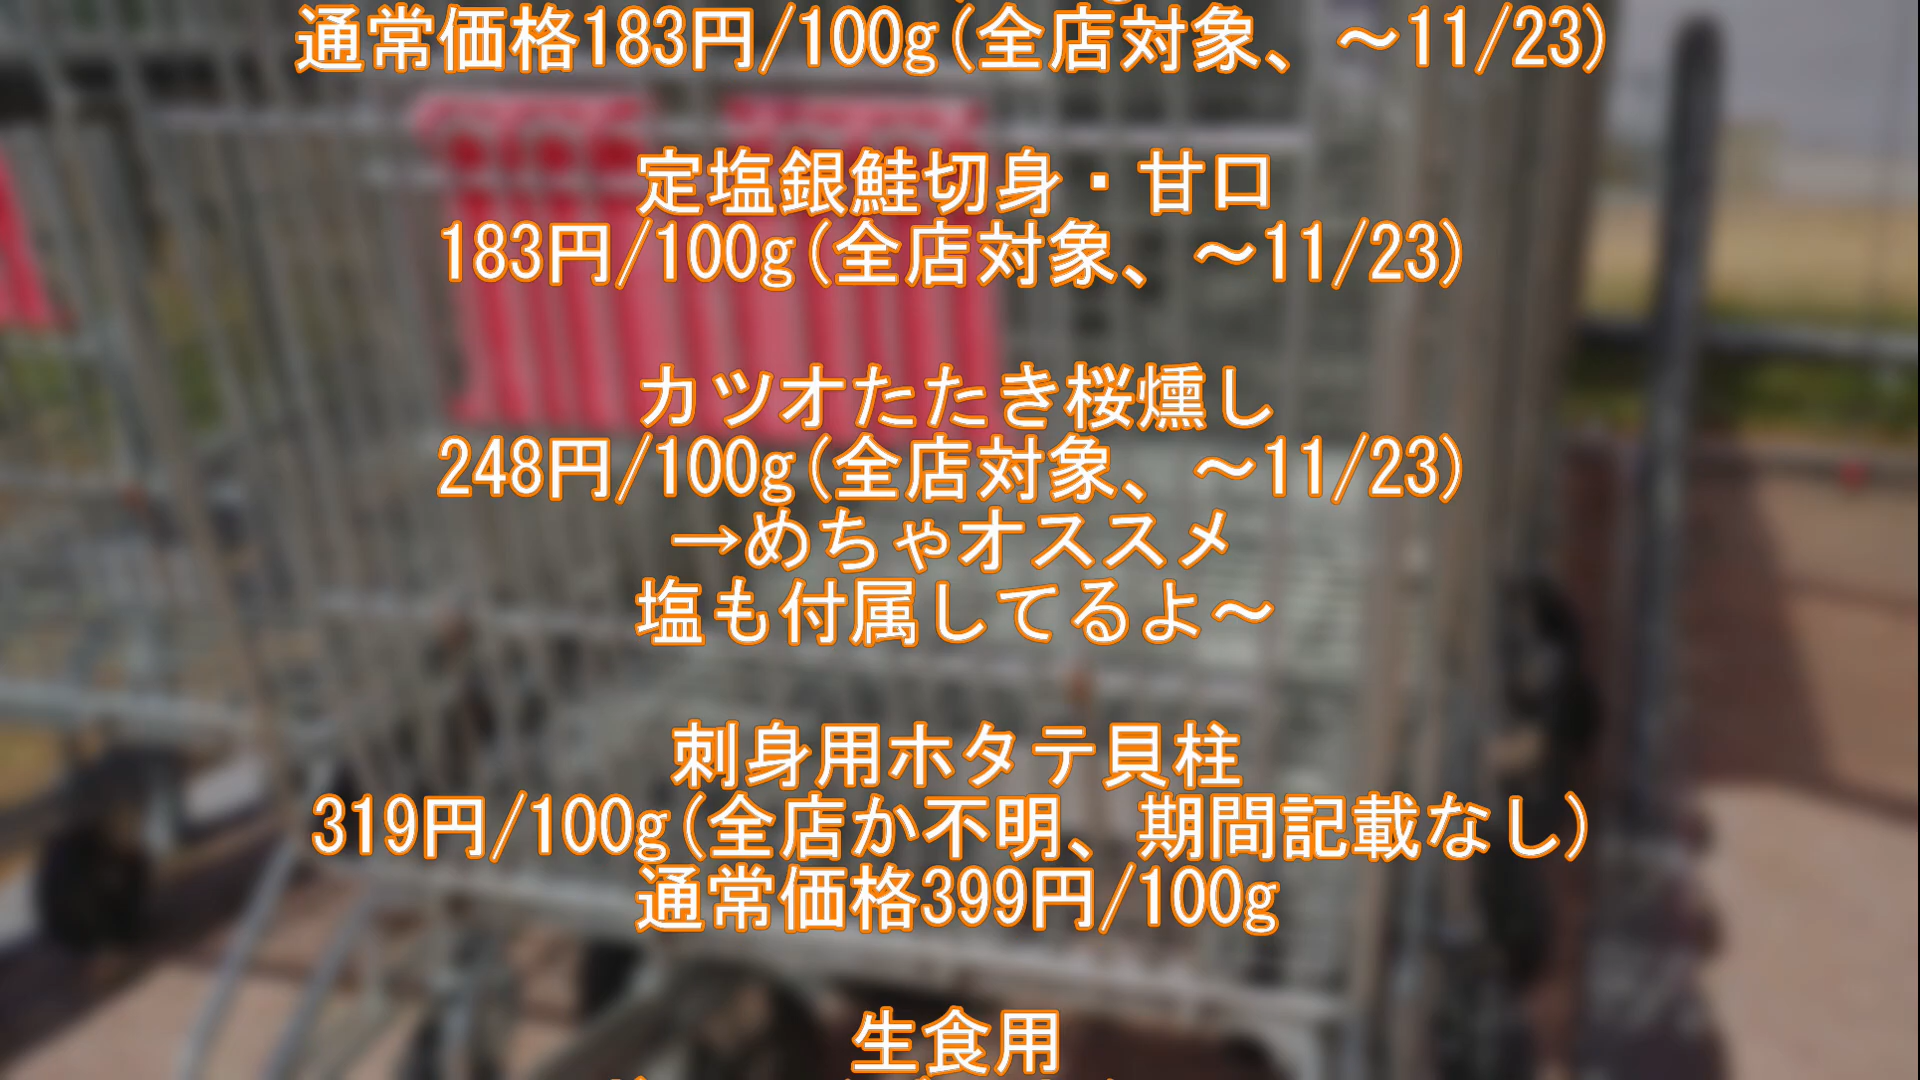 通常価格183円/100g(全店対象、～11/23)
定塩銀鮭切身・甘口
183円/100g(全店対象、～11/23)
カツオたたき桜燻し
248円/100g(全店対象、～11/23)
→めちゃオススメ
塩も付属してるよ～
刺身用ホタテ貝柱
319円/100g(全店か不明、期間記載なし)
通常価格399円/100g
生食用